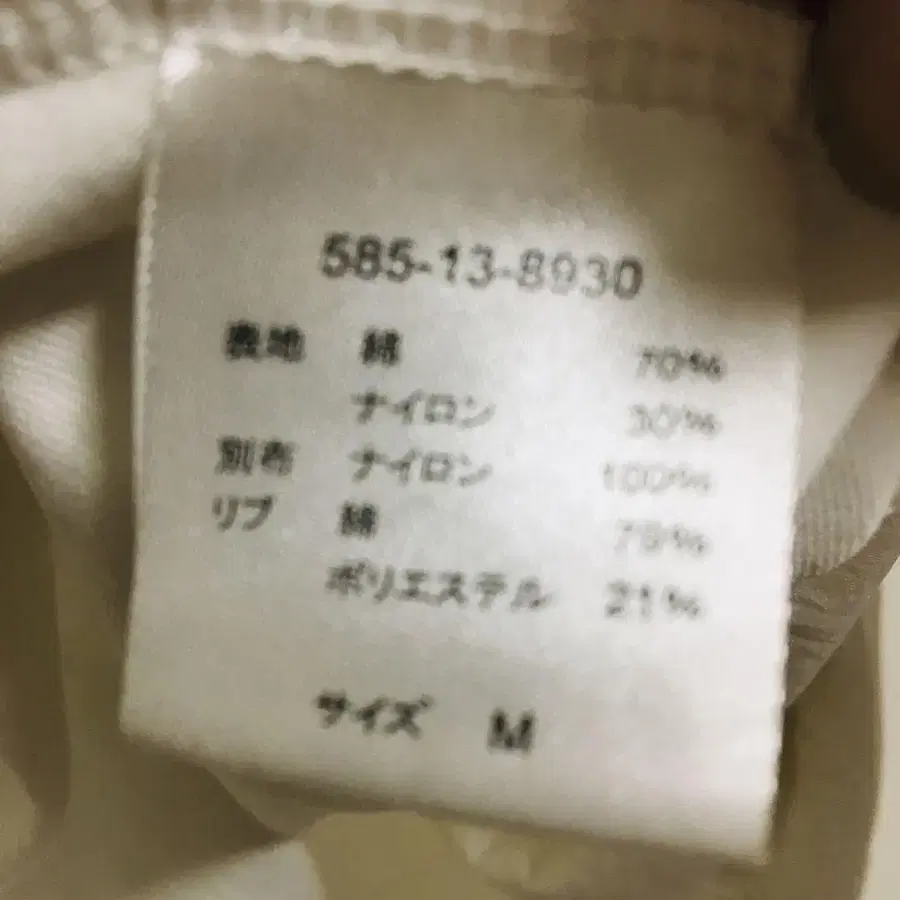 585-13-8930
表地 綿 70%
ナイロン 30%
別布 ナイロン 100%
リブ 綿 79%
ポリエステル 21%
サイズ M